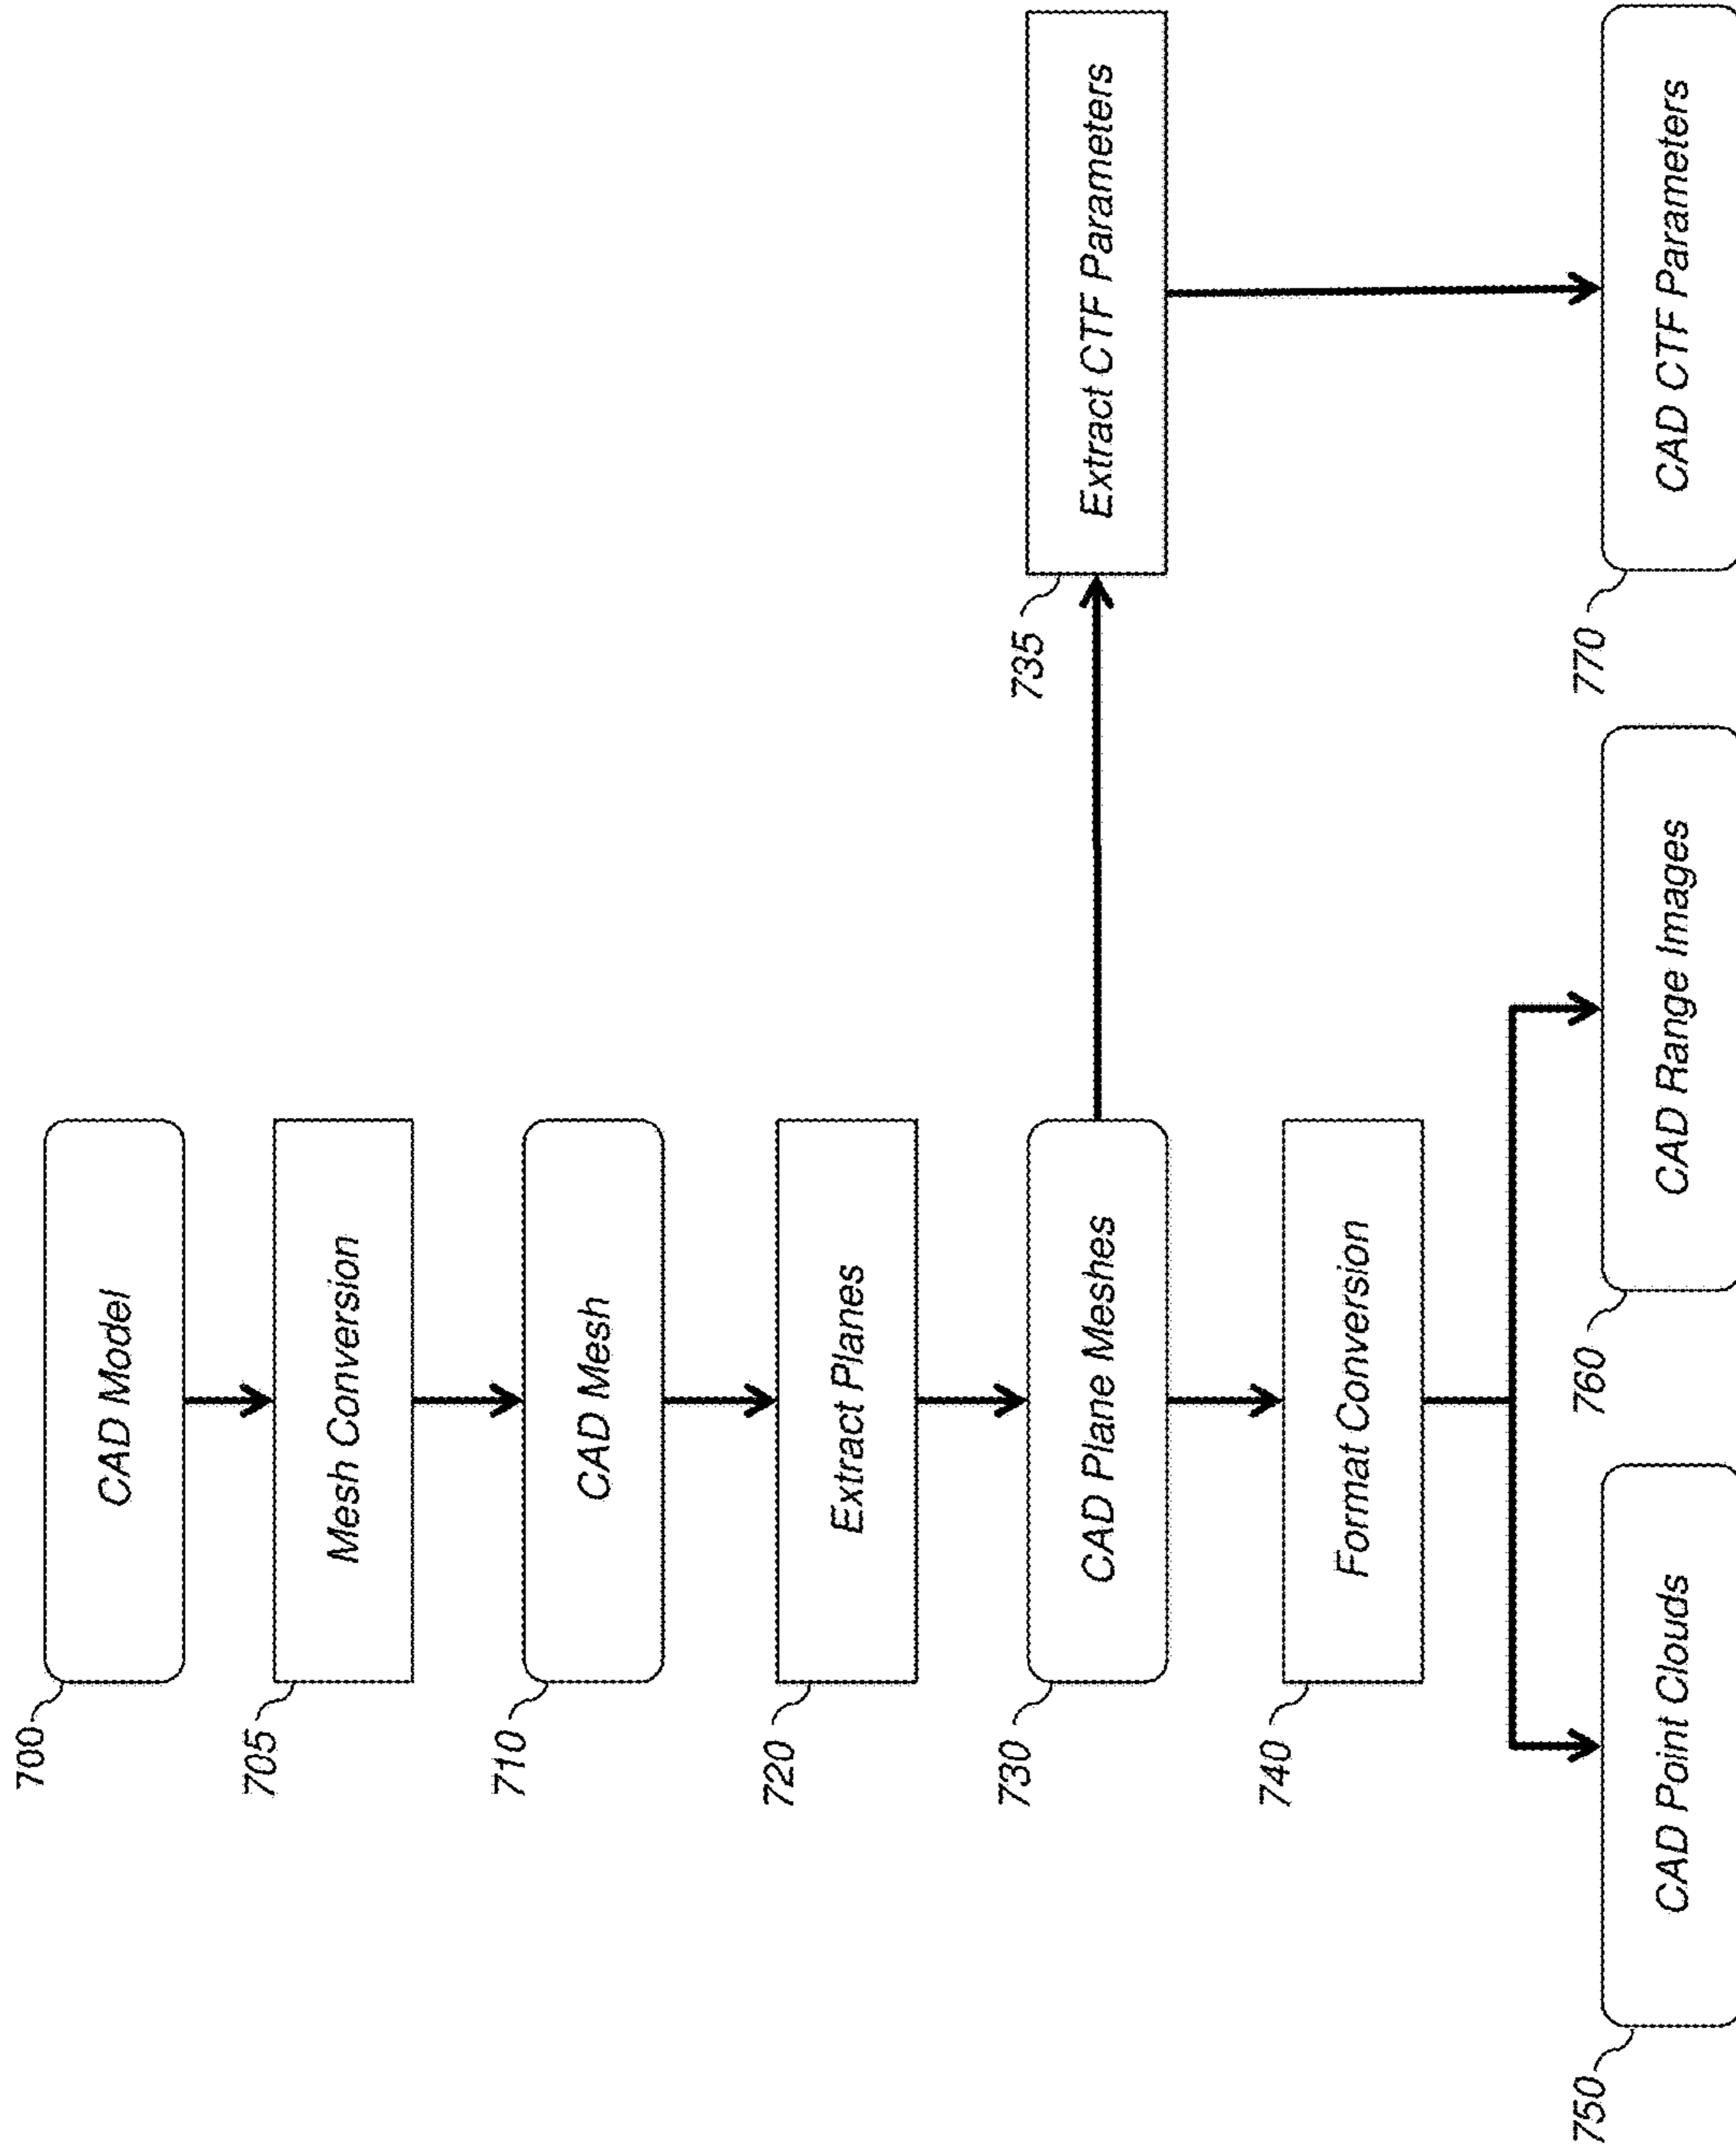 700
CAD Model
705
Mesh Conversion
710
CAD Mesh
720
Extract Planes
730
CAD Plane Meshes
735
Extract CTF Parameters
740
Format Conversion
750
CAD Point Clouds
760
CAD Range Images
770
CAD CTF Parameters